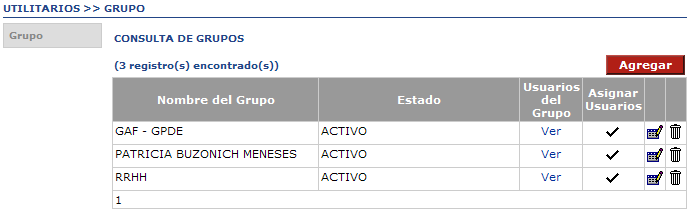 UTILITARIOS >> GRUPO
Grupo
CONSULTA DE GRUPOS
(3 registro(s) encontrado(s))
Agregar
Nombre del Grupo Estado Usuarios del Grupo Asignar Usuarios
GAF - GPDE ACTIVO Ver
PATRICIA BUZONICH MENESES ACTIVO Ver
RRHH ACTIVO Ver
1